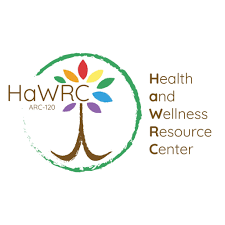 HaWRC
ARC-120
Health
and
Wellness
Resource
Center